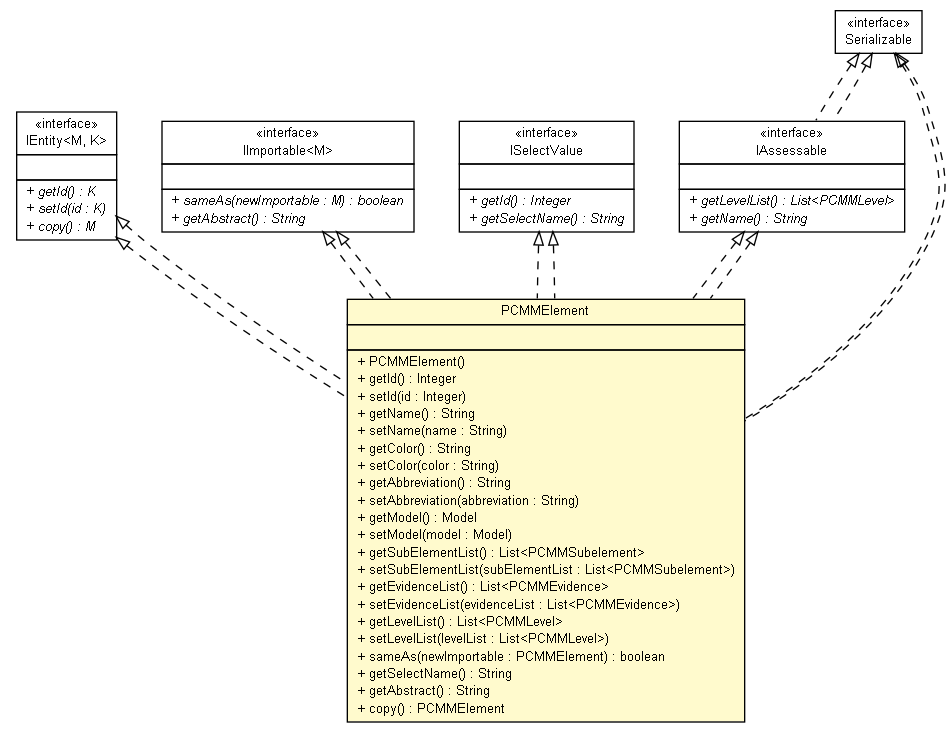 «interface»
Serializable
«interface»
IEntity<M, K>
+ getId() : K
+ setId(id : K)
+ copy() : M
«interface»
IImportable<M>
+ sameAs(newImportable : M) : boolean
+ getAbstract() : String
«interface»
ISelectValue
+ getId() : Integer
+ getSelectName() : String
«interface»
IAssessable
+ getLevelList() : List<PCMMLevel>
+ getName() : String
PCMMElement
+ PCMMElement()
+ getId() : Integer
+ setId(id : Integer)
+ getName() : String
+ setName(name : String)
+ getColor() : String
+ setColor(color : String)
+ getAbbreviation() : String
+ setAbbreviation(abbreviation : String)
+ getModel() : Model
+ setModel(model : Model)
+ getSubElementList() : List<PCMMSubelement>
+ setSubElementList(subElementList : List<PCMMSubelement>)
+ getEvidenceList() : List<PCMMEvidence>
+ setEvidenceList(evidenceList : List<PCMMEvidence>)
+ getLevelList() : List<PCMMLevel>
+ setLevelList(levelList : List<PCMMLevel>)
+ sameAs(newImportable : PCMMElement) : boolean
+ getSelectName() : String
+ getAbstract() : String
+ copy() : PCMMElement